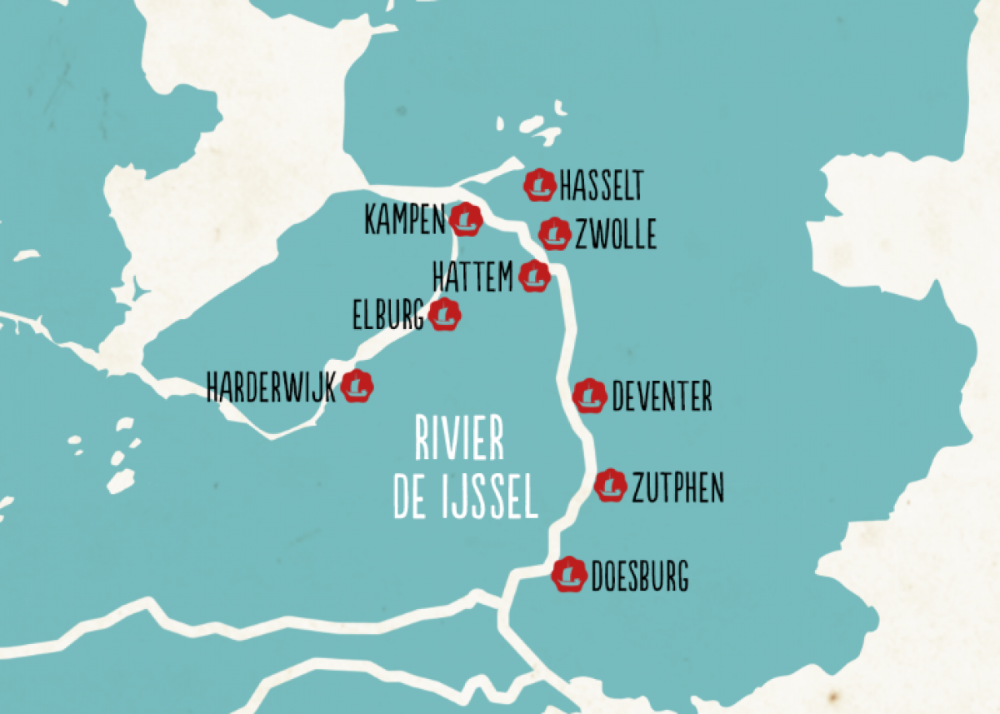 HASSELT
KAMPEN
ZWOLLE
HATTEM
ELBURG
HARDERWIJK
DEVENTER
RIVIER
DE IJSSEL
ZUTPHEN
DOESBURG